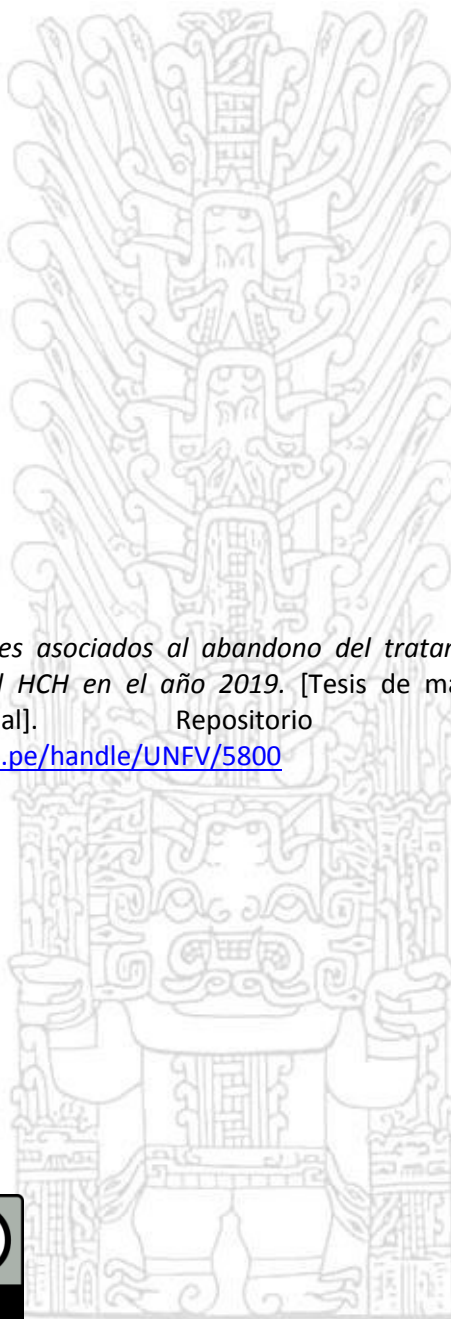 es asociados al abandono del tratar
l HCH en el año 2019. [Tesis de ma
al]. Repositorio
.pe/handle/UNFV/5800